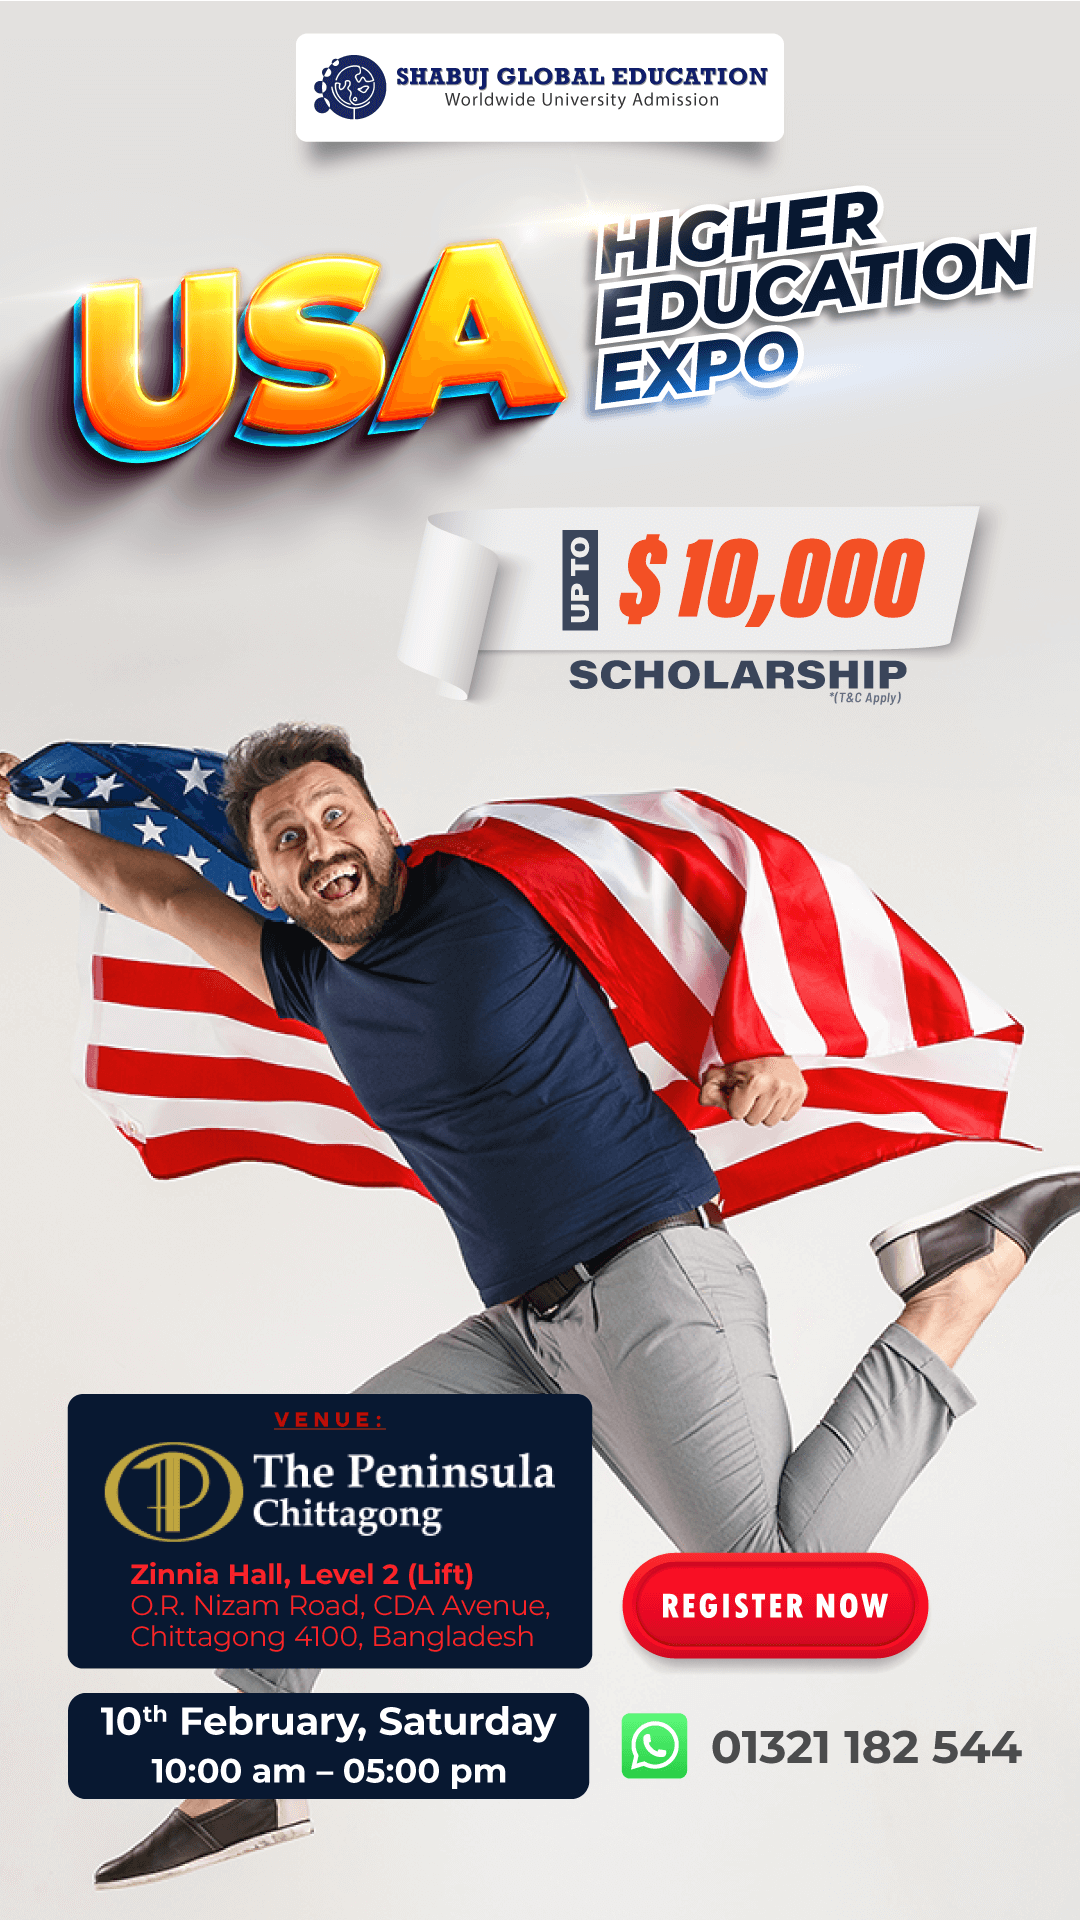 SHABUJ GLOBAL EDUCATION
Worldwide University Admission
USA
HIGHER
EDUCATION
EXPO
UP TO
$ 10,000
SCHOLARSHIP
*(T&C Apply)
VENUE:
The Peninsula
Chittagong
Zinnia Hall, Level 2 (Lift)
O.R. Nizam Road, CDA Avenue,
Chittagong 4100, Bangladesh
REGISTER NOW
10th February, Saturday
10:00 am – 05:00 pm
01321 182 544